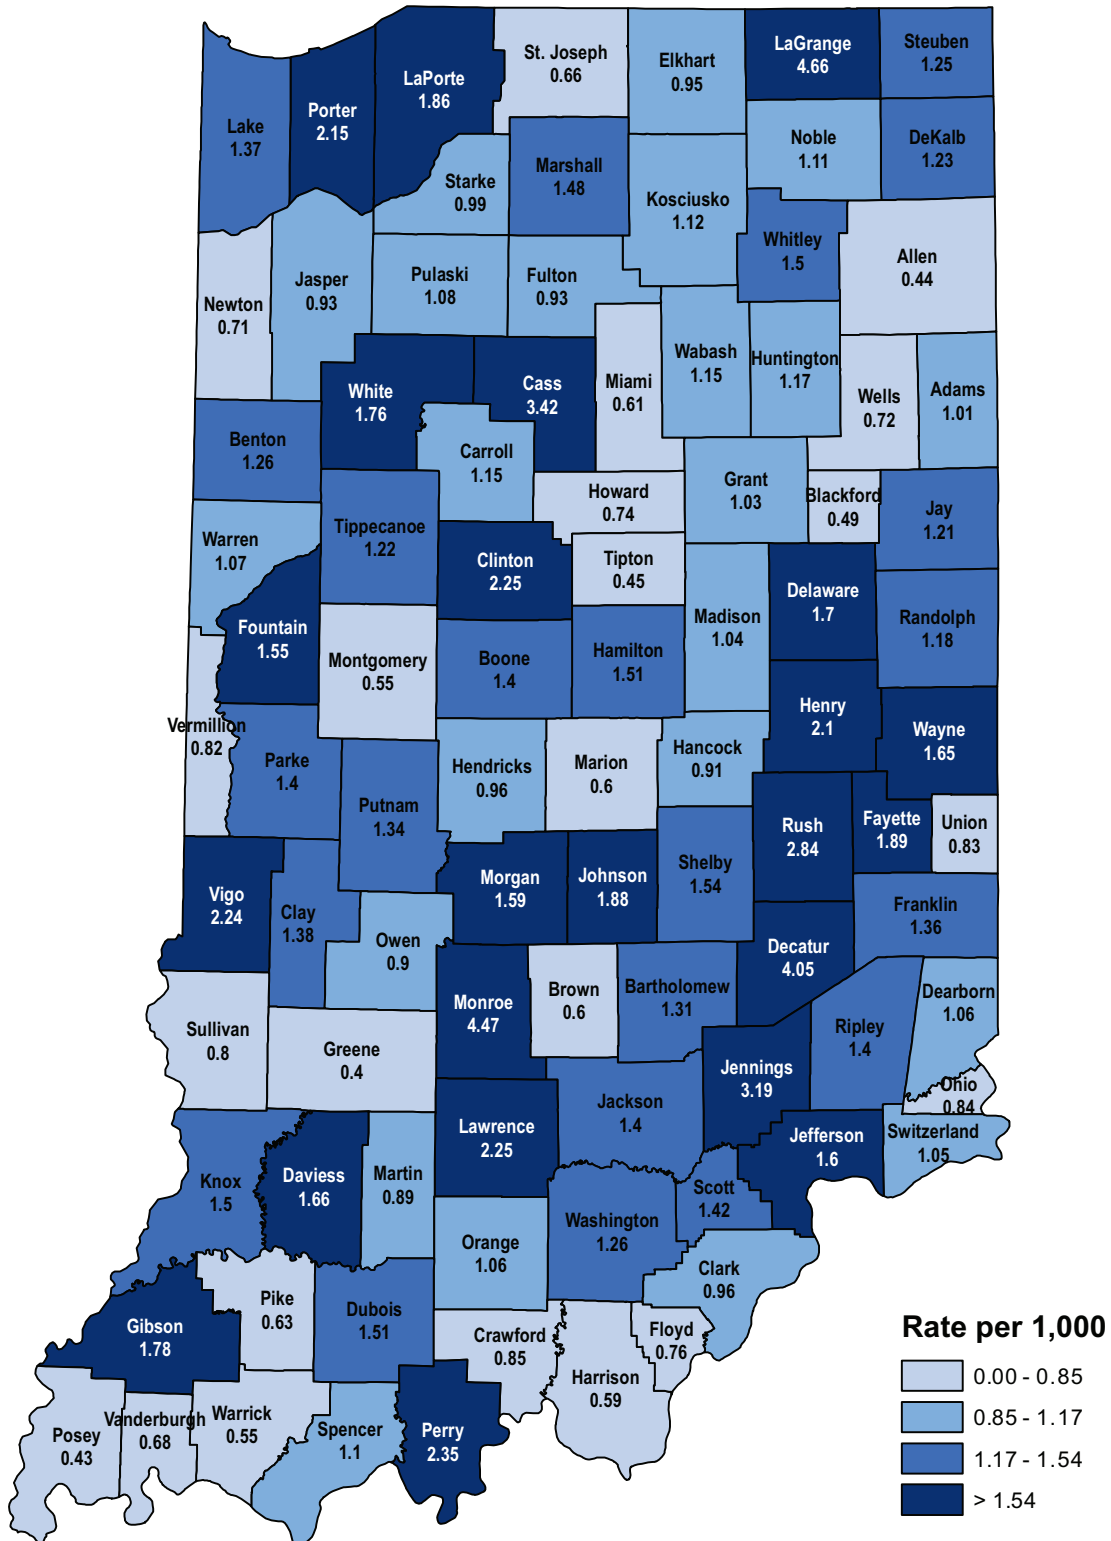 St. Joseph
0.66
Elkhart
0.95
LaGrange
4.66
Steuben
1.25
LaPorte
1.86
Porter
2.15
Lake
1.37
Noble
1.11
DeKalb
1.23
Marshall
1.48
Starke
0.99
Kosciusko
1.12
Whitley
1.5
Allen
0.44
Newton
0.71
Jasper
0.93
Pulaski
1.08
Fulton
0.93
Wabash
1.15
Huntington
1.17
Miami
0.61
White
1.76
Cass
3.42
Wells
0.72
Adams
1.01
Benton
1.26
Carroll
1.15
Howard
0.74
Grant
1.03
Blackford
0.49
Jay
1.21
Warren
1.07
Tippecanoe
1.22
Clinton
2.25
Tipton
0.45
Delaware
1.7
Madison
1.04
Randolph
1.18
Fountain
1.55
Montgomery
0.55
Boone
1.4
Hamilton
1.51
Henry
2.1
Wayne
1.65
Vermillion
0.82
Parke
1.4
Hendricks
0.96
Marion
0.6
Hancock
0.91
Putnam
1.34
Rush
2.84
Fayette
1.89
Union
0.83
Vigo
2.24
Clay
1.38
Morgan
1.59
Johnson
1.88
Shelby
1.54
Franklin
1.36
Owen
0.9
Decatur
4.05
Monroe
4.47
Brown
0.6
Bartholomew
1.31
Dearborn
1.06
Sullivan
0.8
Greene
0.4
Ripley
1.4
Jennings
3.19
Ohio
0.84
Jackson
1.4
Lawrence
2.25
Jefferson
1.6
Switzerland
1.05
Knox
1.5
Daviess
1.66
Martin
0.89
Scott
1.42
Washington
1.26
Orange
1.06
Clark
0.96
Pike
0.63
Dubois
1.51
Gibson
1.78
Crawford
0.85
Floyd
0.76
Harrison
0.59
Posey
0.43
Vanderburgh
0.68
Warrick
0.55
Spencer
1.1
Perry
2.35
Rate per 1,000
0.00 - 0.85
0.85 - 1.17
1.17 - 1.54
> 1.54